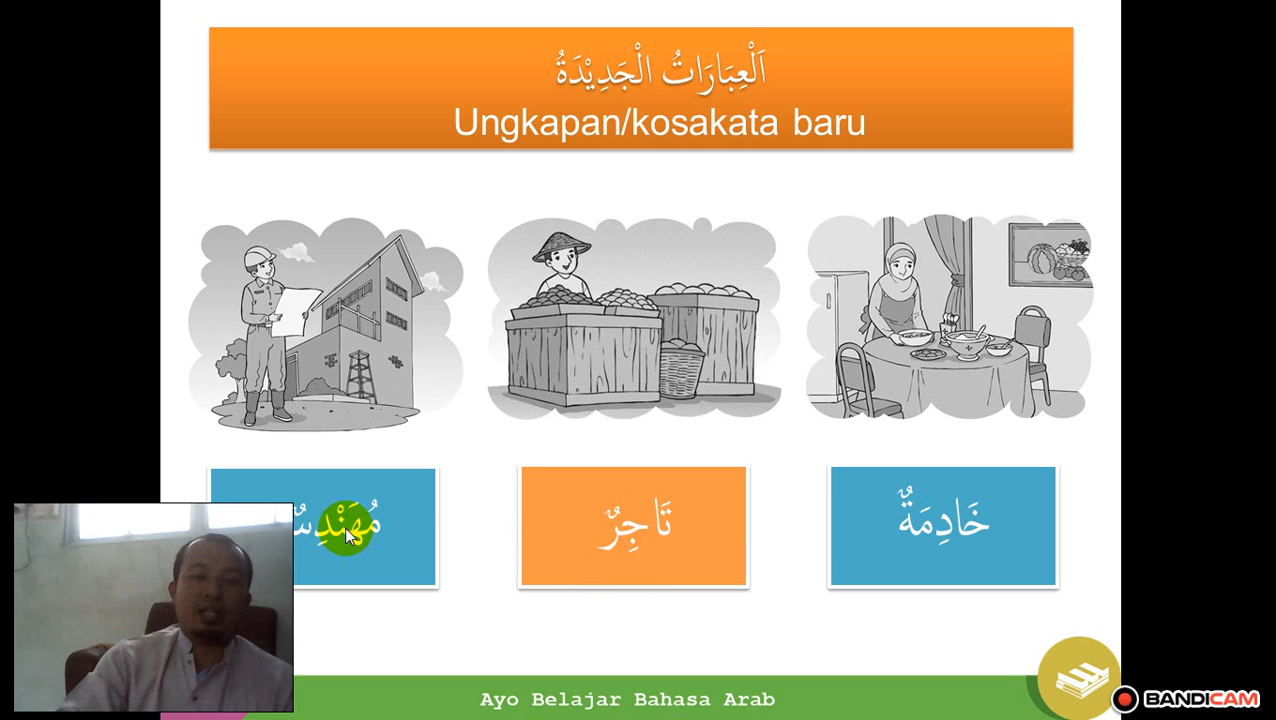 اَلْعِبَارَاتُ الْجَدِيْدَةُ
Ungkapan/kosakata baru
خَادِمَةٌ
تَاجِرٌ
مُهَنْدِسٌ
Ayo Belajar Bahasa Arab
BANDICAM